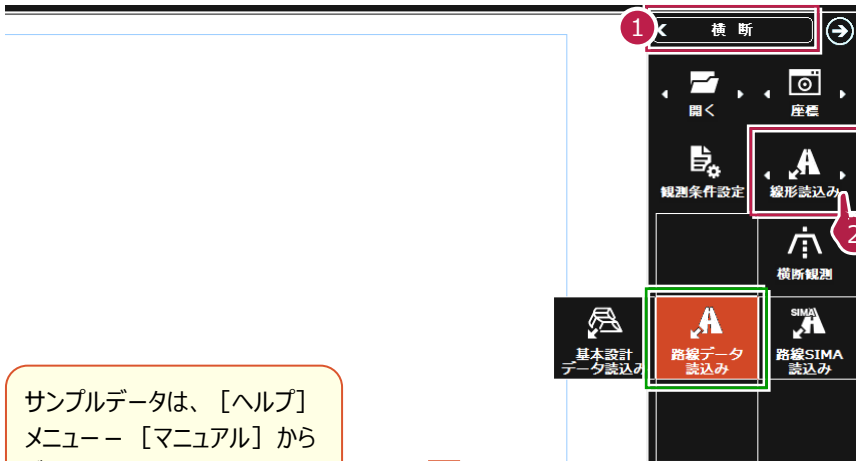 1
横断
開く
座標
観測条件設定
線形読込み
2
横断観測
基本設計
データ読込み
路線データ
読込み
SIMA
路線SIMA
読込み
サンプルデータは、［ヘルプ］
メニュー－［マニュアル］から